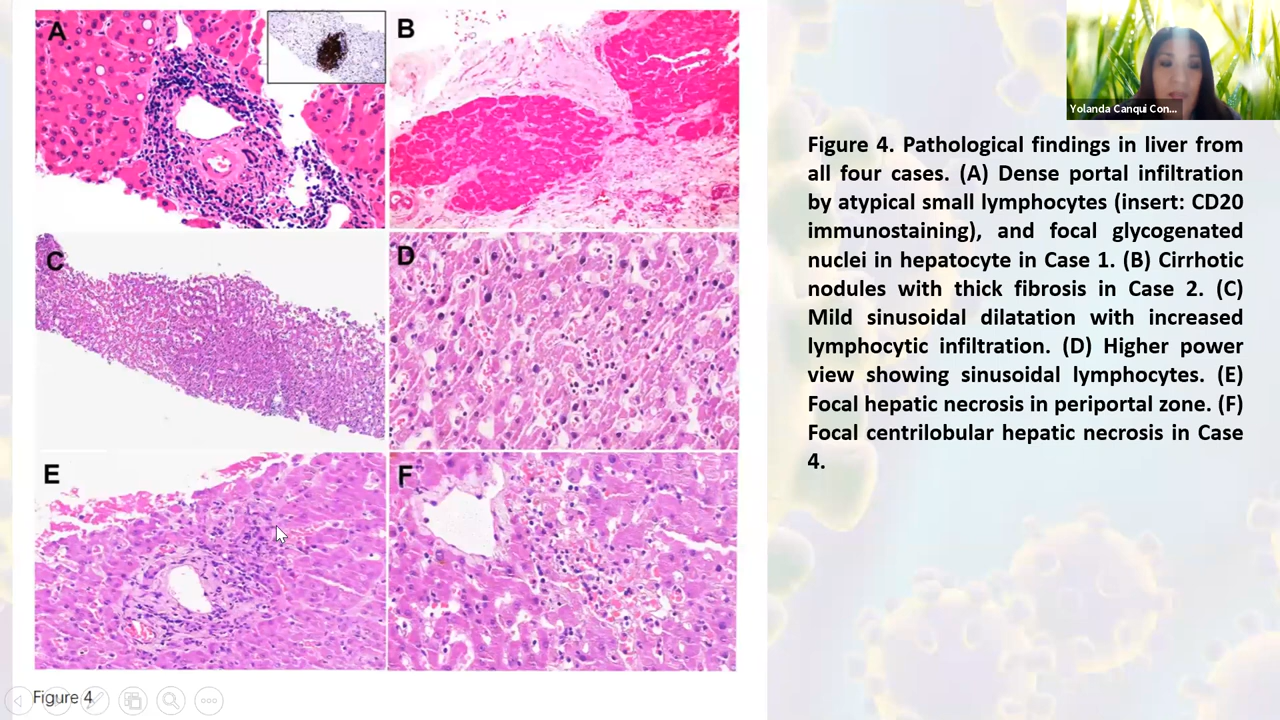 A
B
Yolanda Canqui Con...
C
D
E
F
Figure 4. Pathological findings in liver from
all four cases. (A) Dense portal infiltration
by atypical small lymphocytes (insert: CD20
immunostaining), and focal glycogenated
nuclei in hepatocyte in Case 1. (B) Cirrhotic
nodules with thick fibrosis in Case 2. (C)
Mild sinusoidal dilatation with increased
lymphocytic infiltration. (D) Higher power
view showing sinusoidal lymphocytes. (E)
Focal hepatic necrosis in periportal zone. (F)
Focal centrilobular hepatic necrosis in Case
4.
Figure 4